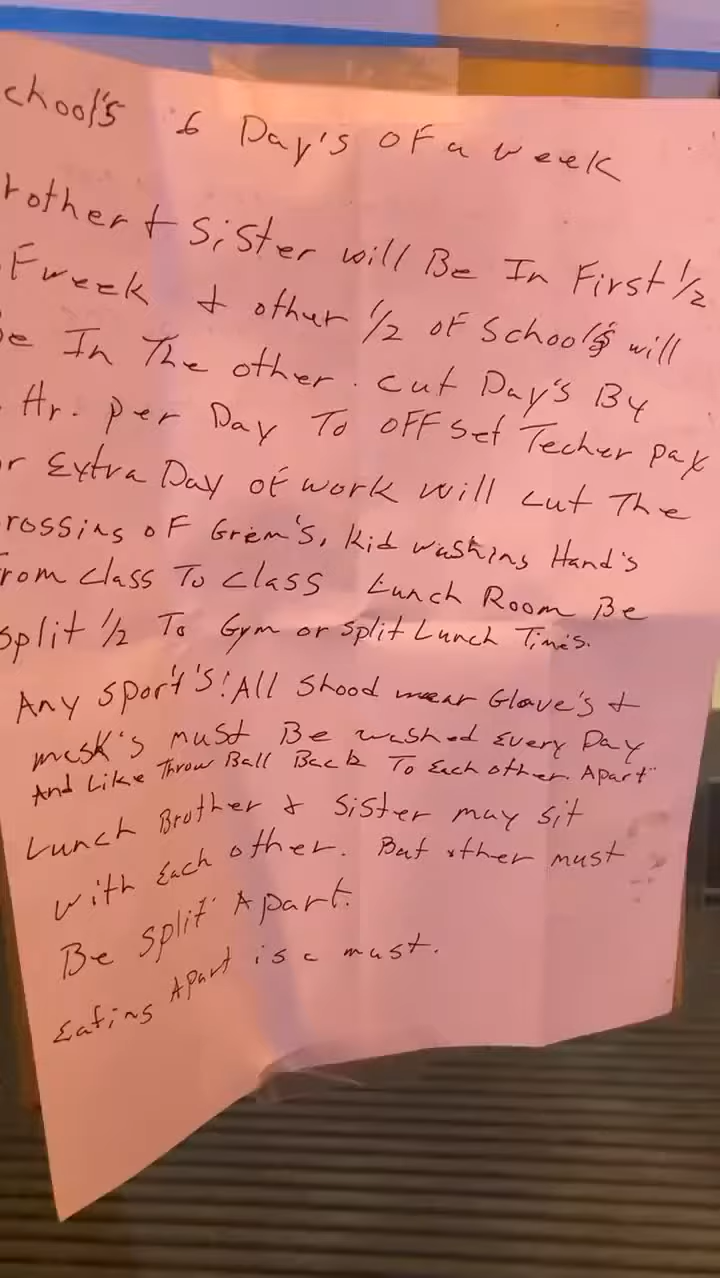 chool's 6 Day's of a week
rother + Sister will Be In First 1/2
F week + other 1/2 of School's will
Be In The other. cut Day's By
Hr. per Day To offset Techer pay
or Extra Day of work will cut The
rossing of Grem's, Kid washing Hand's
rom Class To Class Lunch Room Be
Split 1/2 To Gym or Split Lunch Time's.
Any Sport's! All Shood wear Glove's +
mask's must Be washed Every Day
And Like Throw Ball Back To Each other. Apart
Lunch Brother & Sister may sit
with Each other. But other must
Be Split Apart.
Eating Apart is a must.